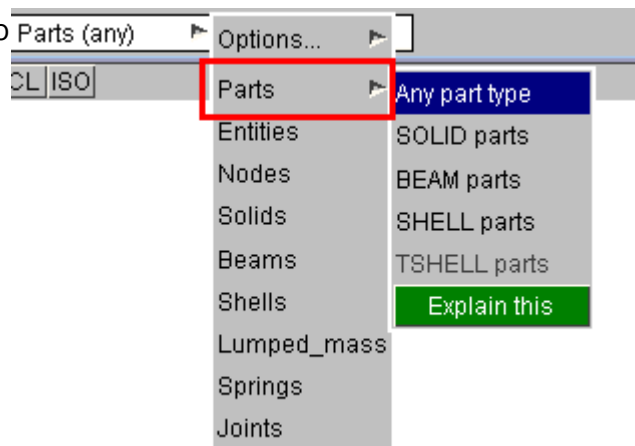 Parts (any)
Options...
CL ISO
Parts
Any part type
Entities
SOLID parts
Nodes
BEAM parts
Solids
SHELL parts
Beams
TSHELL parts
Shells
Explain this
Lumped_mass
Springs
Joints